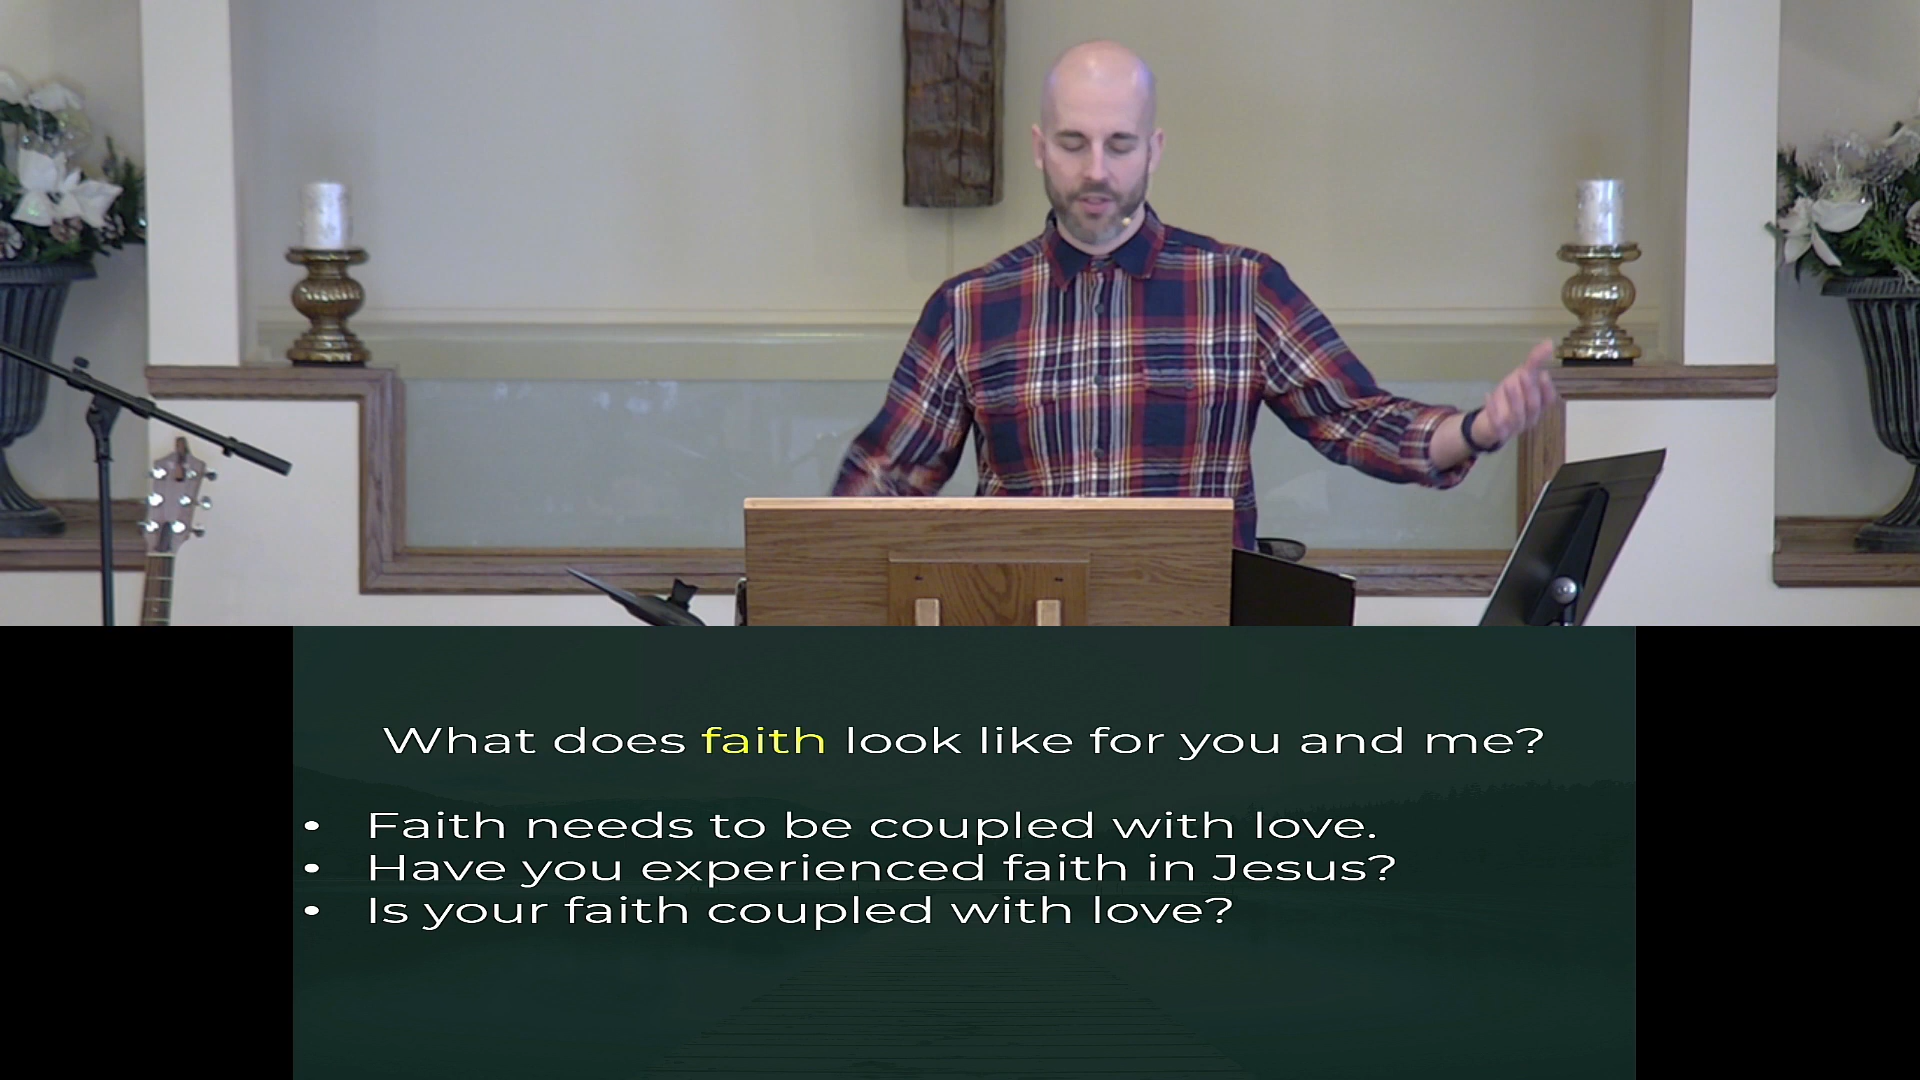 What does faith look like for you and me?
• Faith needs to be coupled with love.
• Have you experienced faith in Jesus?
• Is your faith coupled with love?